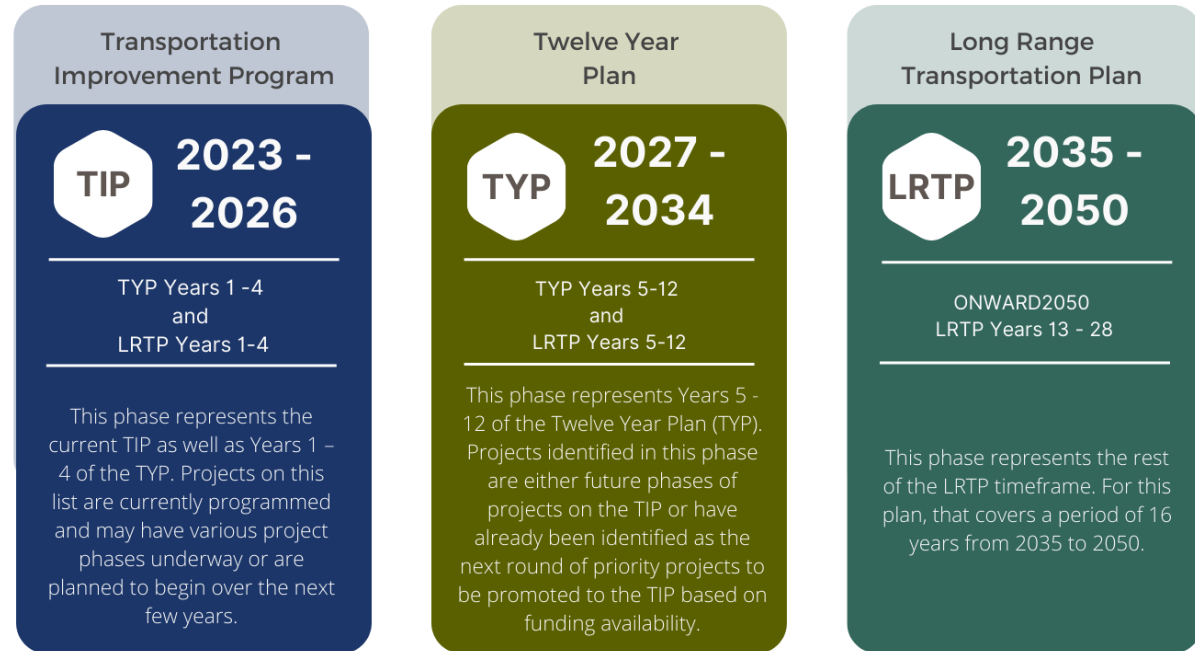 Transportation
Improvement Program
TIP
2023 -
2026
TYP Years 1 -4
and
LRTP Years 1-4
This phase represents the
current TIP as well as Years 1 –
4 of the TYP. Projects on this
list are currently programmed
and may have various project
phases underway or are
planned to begin over the next
few years.
Twelve Year
Plan
TYP
2027 -
2034
TYP Years 5-12
and
LRTP Years 5-12
This phase represents Years 5 -
12 of the Twelve Year Plan (TYP).
Projects identified in this phase
are either future phases of
projects on the TIP or have
already been identified as the
next round of priority projects to
be promoted to the TIP based on
funding availability.
Long Range
Transportation Plan
LRTP
2035 -
2050
ONWARD2050
LRTP Years 13 - 28
This phase represents the rest
of the LRTP timeframe. For this
plan, that covers a period of 16
years from 2035 to 2050.